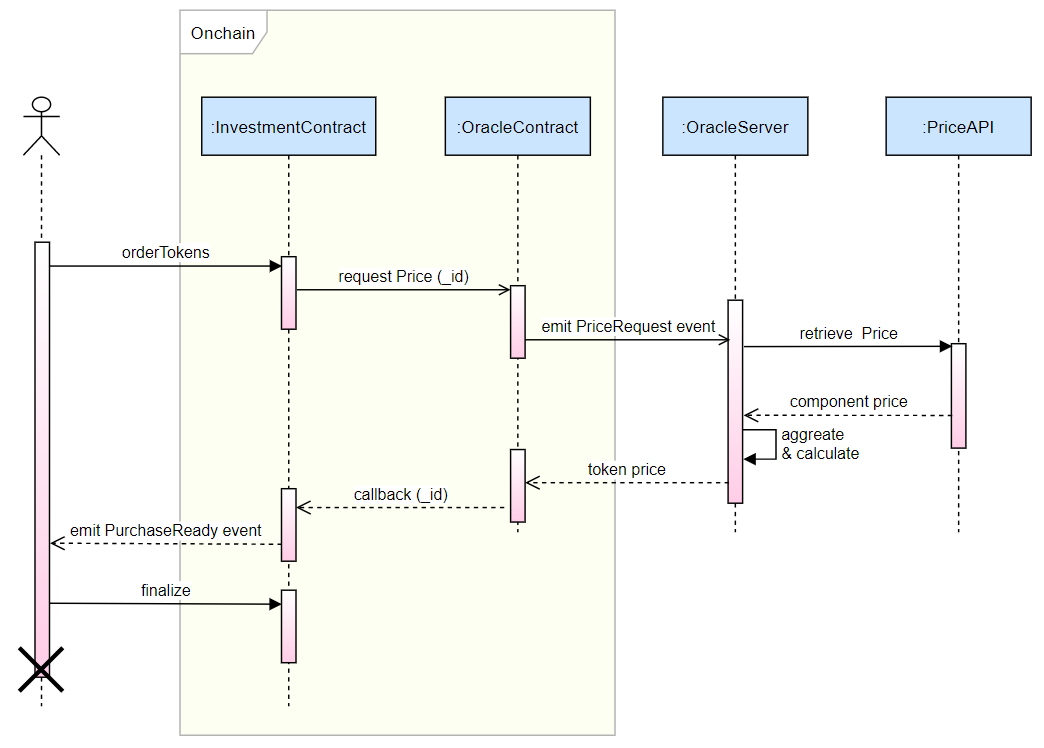 Onchain
:InvestmentContract
:OracleContract
:OracleServer
:PriceAPI
orderTokens
request Price (_id)
emit PriceRequest event
retrieve  Price
component price
aggreate
& calculate
token price
callback (_id)
emit PurchaseReady event
finalize